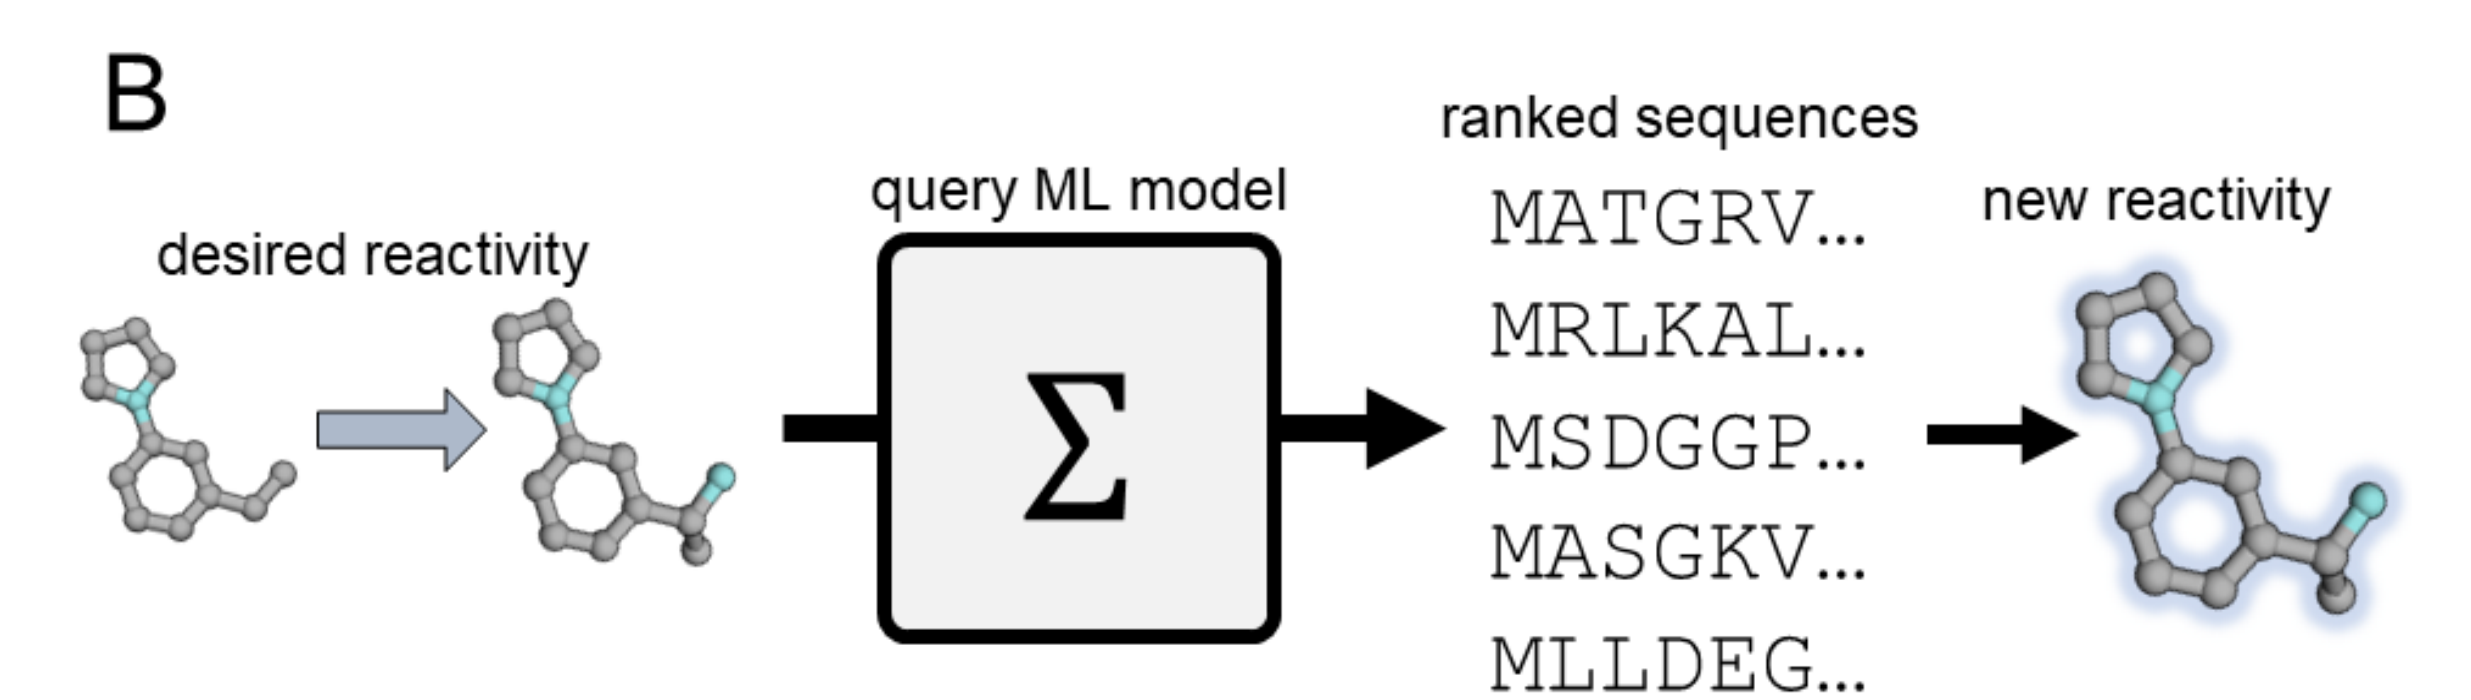 B
desired reactivity
query ML model
Σ
ranked sequences
MATGRV...
MRLKAL...
MSDGGP...
MASGKV...
MLLDEG...
new reactivity